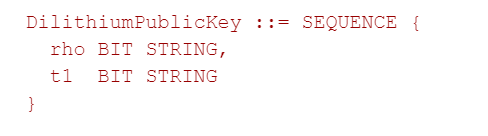 DilithiumPublicKey ::= SEQUENCE {
  rho BIT STRING,
  t1  BIT STRING
}